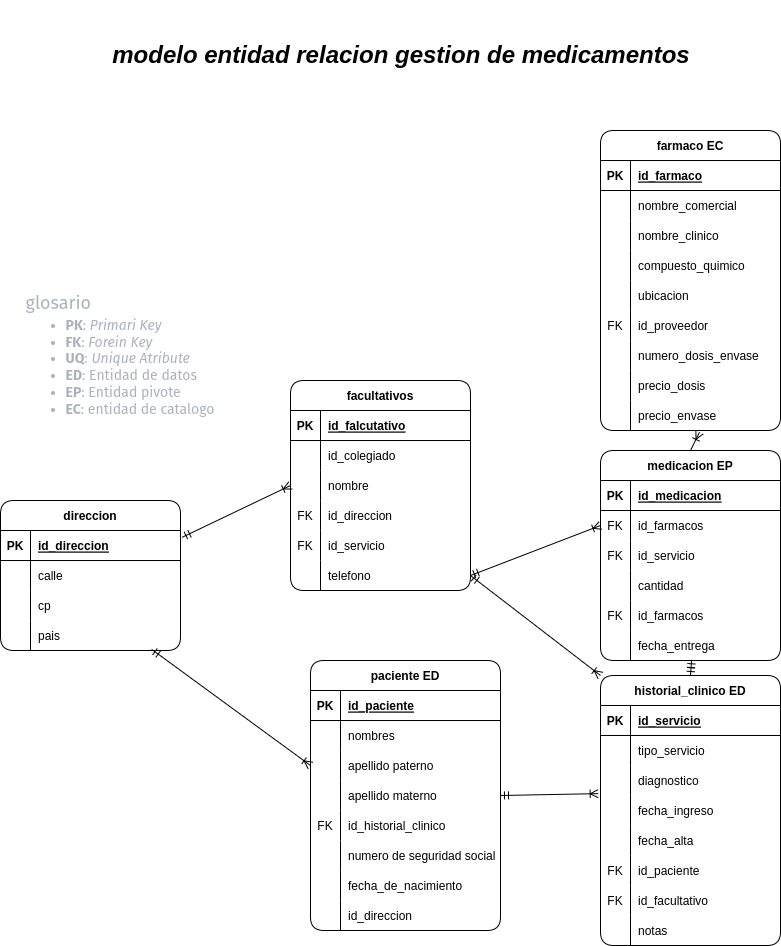 modelo entidad relacion gestion de medicamentos
farmaco EC
PK id_farmaco
nombre_comercial
nombre_clinico
compuesto_quimico
ubicacion
FK id_proveedor
numero_dosis_envase
precio_dosis
precio_envase
glosario
• PK: Primari Key
• FK: Forein Key
• UQ: Unique Atribute
• ED: Entidad de datos
• EP: Entidad pivote
• EC: entidad de catalogo
facultativos
PK id_falcutativo
id_colegiado
nombre
FK id_direccion
FK id_servicio
telefono
medicacion EP
PK id_medicacion
FK id_farmacos
FK id_servicio
cantidad
FK id_farmacos
fecha_entrega
direccion
PK id_direccion
calle
cp
pais
paciente ED
PK id_paciente
nombres
apellido paterno
apellido materno
FK id_historial_clinico
numero de seguridad social
fecha_de_nacimiento
id_direccion
historial_clinico ED
PK id_servicio
tipo_servicio
diagnostico
fecha_ingreso
fecha_alta
FK id_paciente
FK id_facultativo
notas